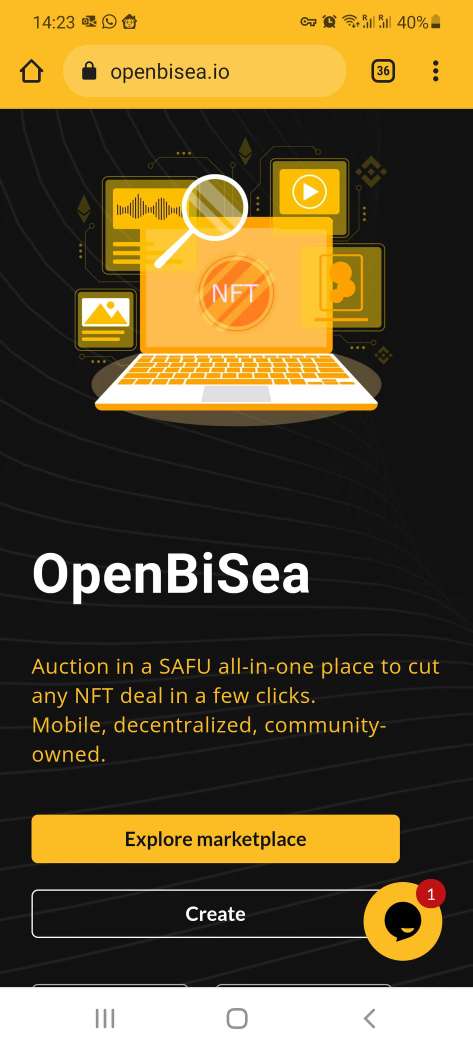 14:23
40%
openbisea.io
36
NFT
OpenBiSea
Auction in a SAFU all-in-one place to cut
any NFT deal in a few clicks.
Mobile, decentralized, community-
owned.
Explore marketplace
Create
1